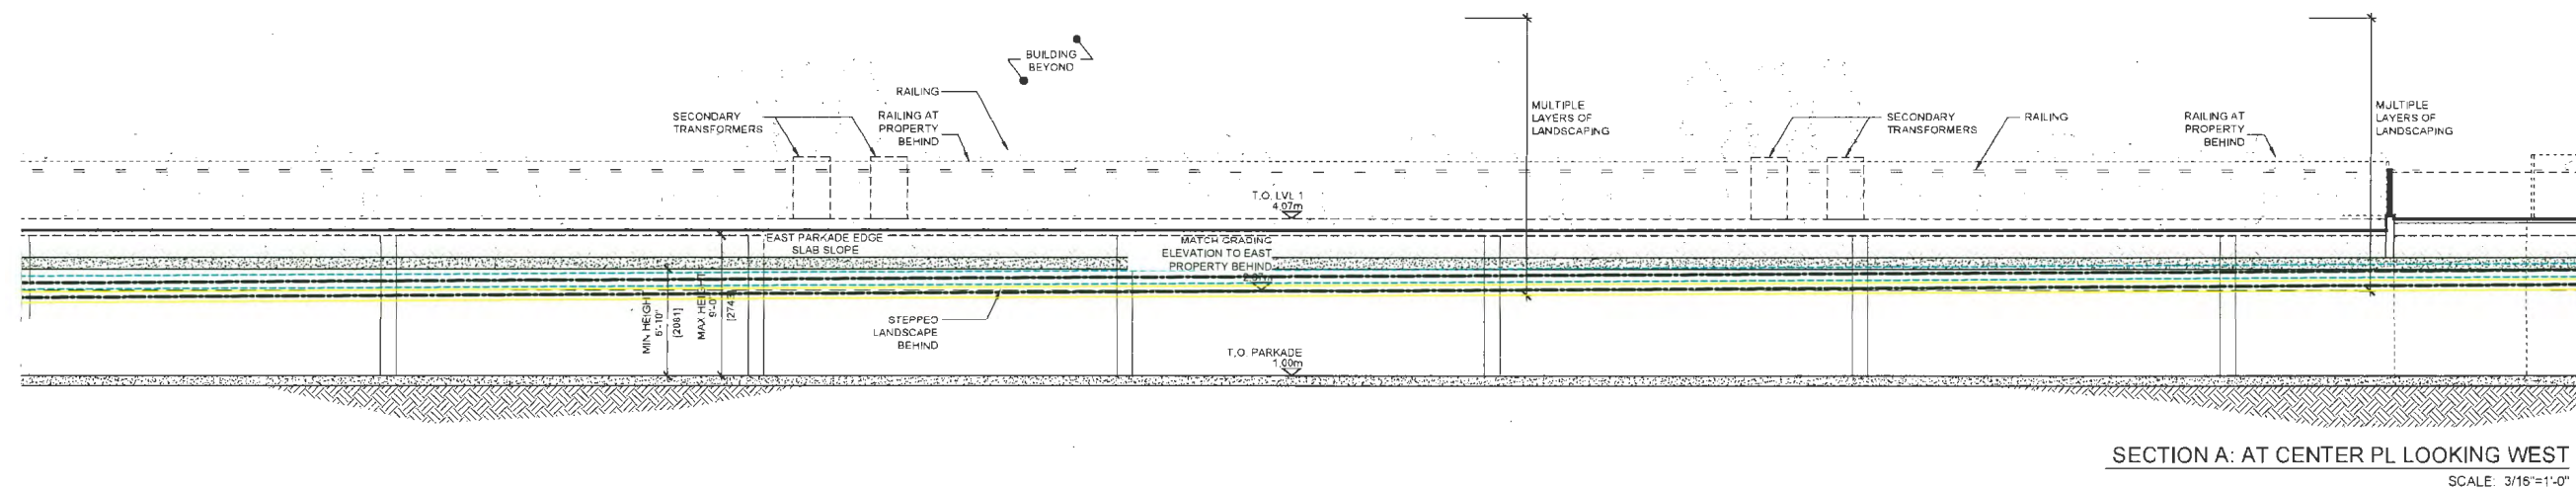 BUILDING
BEYOND
RAILING
SECONDARY
TRANSFORMERS
RAILING AT
PROPERTY
BEHIND
MULTIPLE
LAYERS OF
LANDSCAPING
SECONDARY
TRANSFORMERS
RAILING
RAILING AT
PROPERTY
BEHIND
MULTIPLE
LAYERS OF
LANDSCAPING
T.O. LVL 1
4.07m
EAST PARKADE EDGE
SLAB SLOPE
MATCH GRADING
ELEVATION TO EAST
PROPERTY BEHIND
MIN HEIGHT
6'-10"
[2081]
MAX HEIGHT
9'-0"
[2743]
STEPPED
LANDSCAPE
BEHIND
T.O. PARKADE
1.00m
SECTION A: AT CENTER PL LOOKING WEST
SCALE: 3/16"=1'-0"